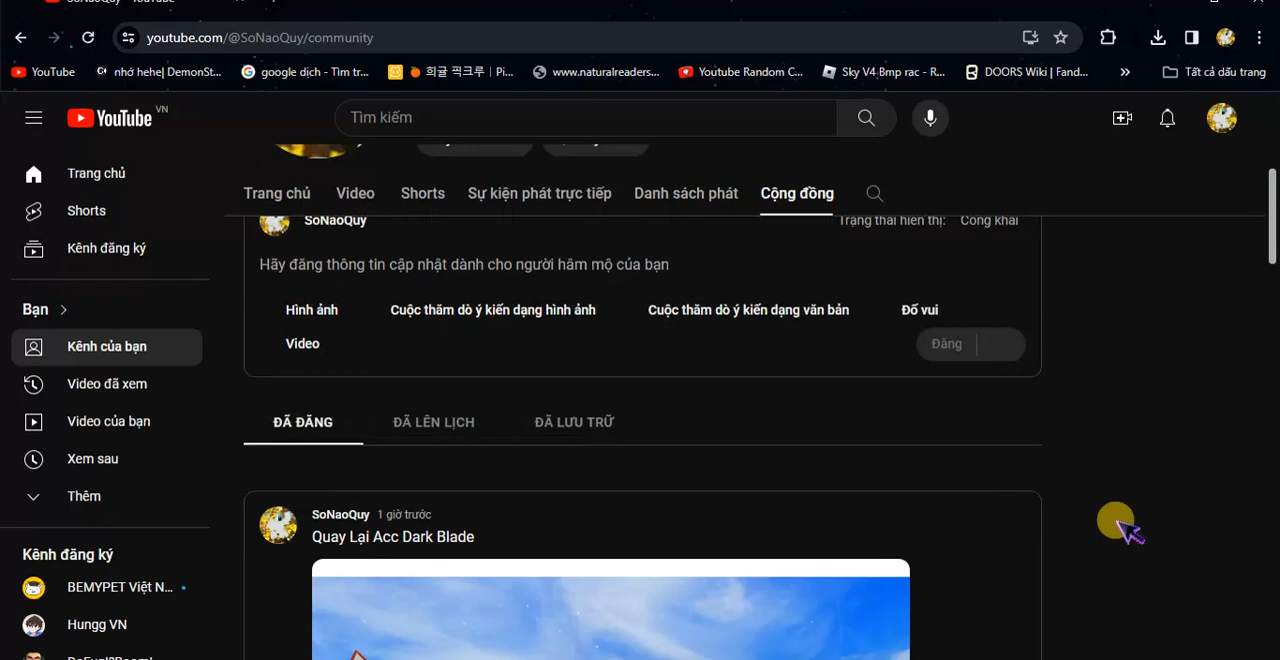 SoNaoQuy - YouTube
youtube.com/@SoNaoQuy/community
YouTube
nhớ hehe| DemonSt...
google dịch - Tìm tr...
희귤 픽크루 | Pi...
www.naturalreaders...
Youtube Random C...
Sky V4 Bmp rac - R...
DOORS Wiki | Fand...
Tất cả dấu trang
YouTube VN
Tìm kiếm
Trang chủ
Shorts
Kênh đăng ký
Bạn
Kênh của bạn
Video đã xem
Video của bạn
Xem sau
Thêm
Kênh đăng ký
BEMYPET Việt N...
Hungg VN
Trang chủ Video Shorts Sự kiện phát trực tiếp Danh sách phát Cộng đồng
SoNaoQuy
Trạng thái hiển thị: Công khai
Hãy đăng thông tin cập nhật dành cho người hâm mộ của bạn
Hình ảnh Cuộc thăm dò ý kiến dạng hình ảnh Cuộc thăm dò ý kiến dạng văn bản Đố vui
Video
Đăng
ĐÃ ĐĂNG ĐÃ LÊN LỊCH ĐÃ LƯU TRỮ
SoNaoQuy 1 giờ trước
Quay Lại Acc Dark Blade